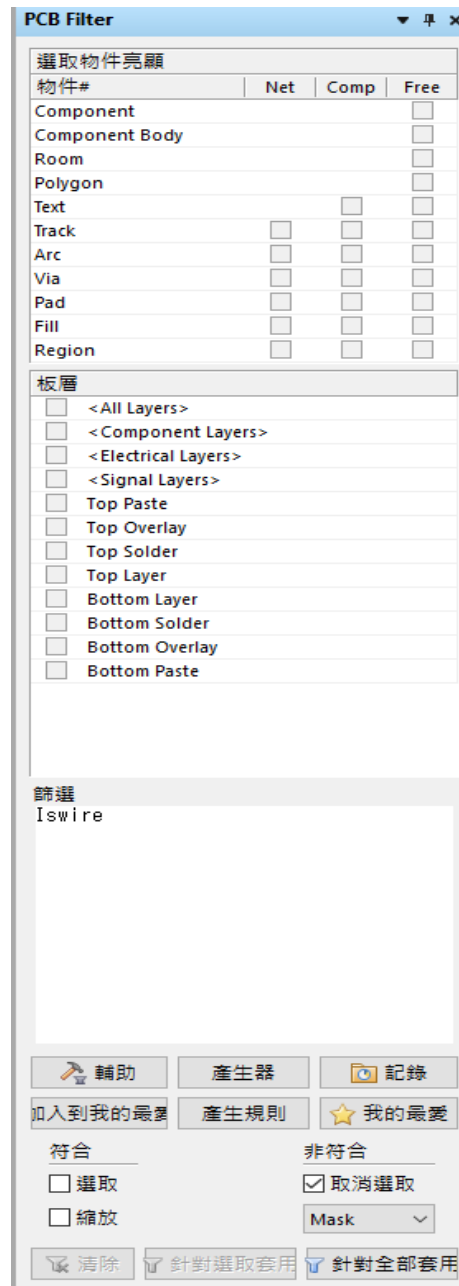 PCB Filter
選取物件亮顯
物件# Net Comp Free
Component
Component Body
Room
Polygon
Text
Track
Arc
Via
Pad
Fill
Region
板層
<All Layers>
<Component Layers>
<Electrical Layers>
<Signal Layers>
Top Paste
Top Overlay
Top Solder
Top Layer
Bottom Layer
Bottom Solder
Bottom Overlay
Bottom Paste
篩選
Iswire
輔助 產生器 記錄
加入到我的最愛 產生規則 我的最愛
符合 非符合
選取 取消選取
縮放 Mask
清除 針對選取套用 針對全部套用